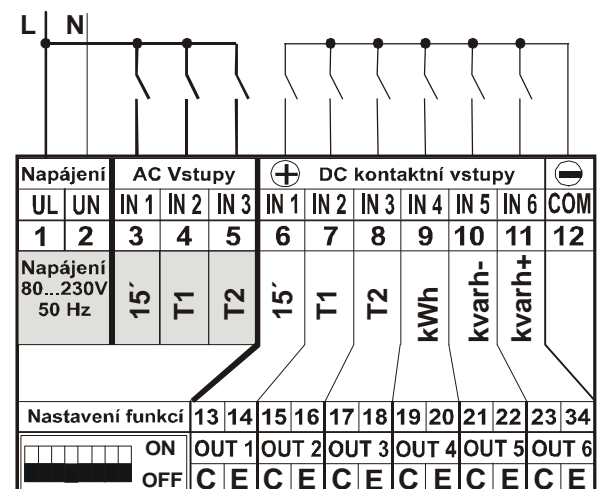 L N
Napájení AC Vstupy + DC kontaktní vstupy −
UL UN IN 1 IN 2 IN 3 IN 1 IN 2 IN 3 IN 4 IN 5 IN 6 COM
1 2 3 4 5 6 7 8 9 10 11 12
Napájení
80...230V
50 Hz
15´ T1 T2 15´ T1 T2 kWh kvarh- kvarh+
Nastavení funkcí 13 14 15 16 17 18 19 20 21 22 23 34
ON OUT 1 OUT 2 OUT 3 OUT 4 OUT 5 OUT 6
OFF C E C E C E C E C E C E